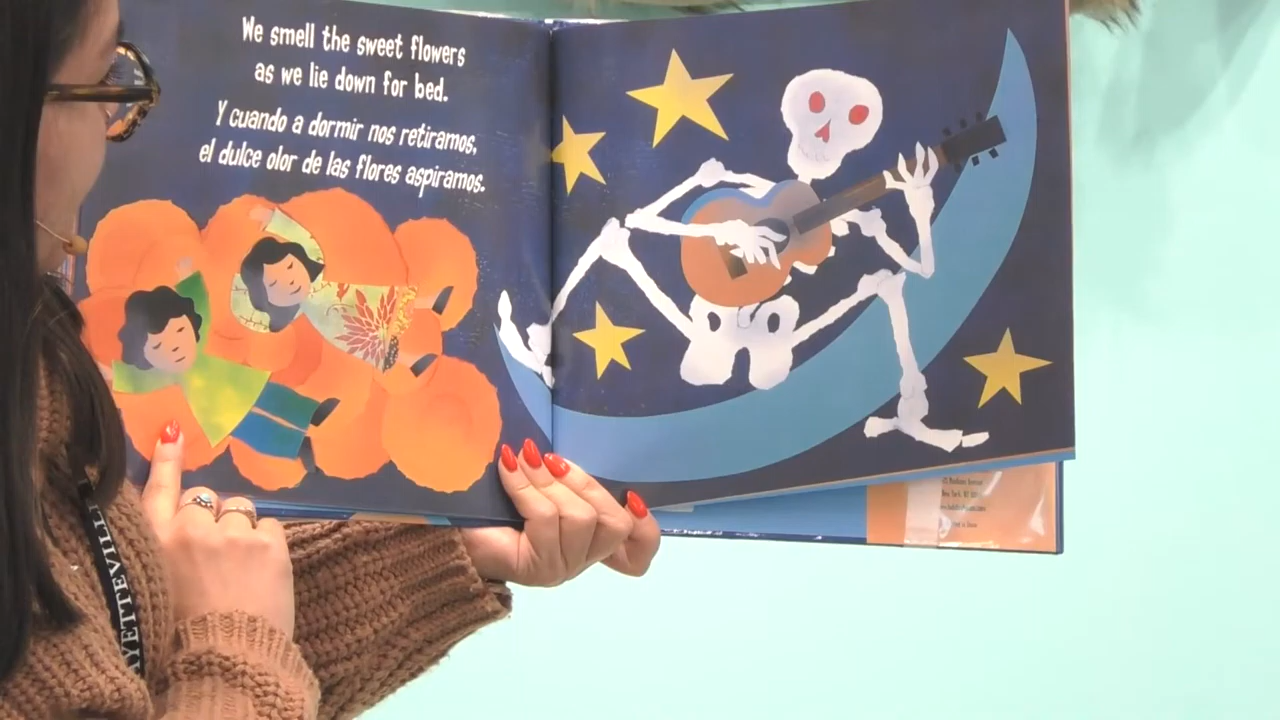 We smell the sweet flowers
as we lie down for bed.
Y cuando a dormir nos retiramos,
el dulce olor de las flores aspiramos.
AYETTEVILL